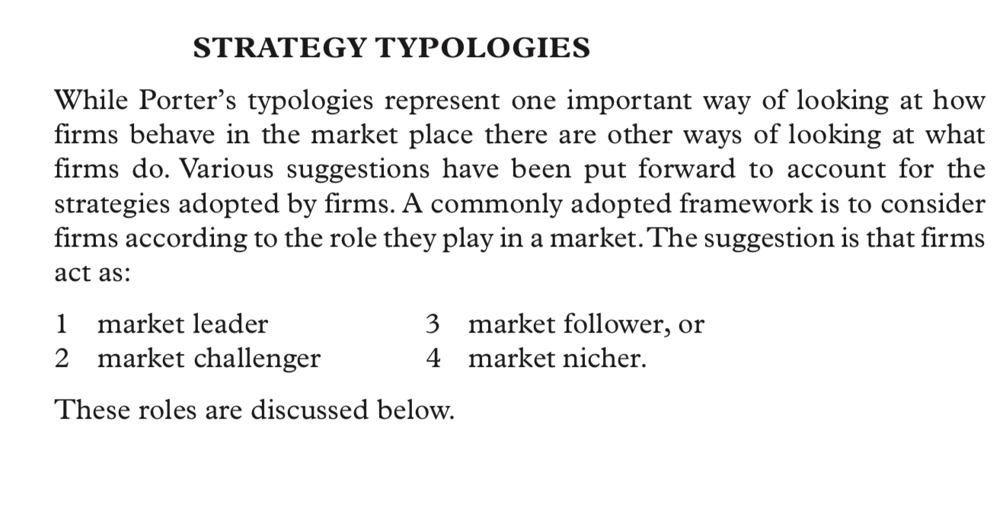 STRATEGY TYPOLOGIES
While Porter’s typologies represent one important way of looking at how
firms behave in the market place there are other ways of looking at what
firms do. Various suggestions have been put forward to account for the
strategies adopted by firms. A commonly adopted framework is to consider
firms according to the role they play in a market. The suggestion is that firms
act as:
1 market leader
2 market challenger
3 market follower, or
4 market nicher.
These roles are discussed below.